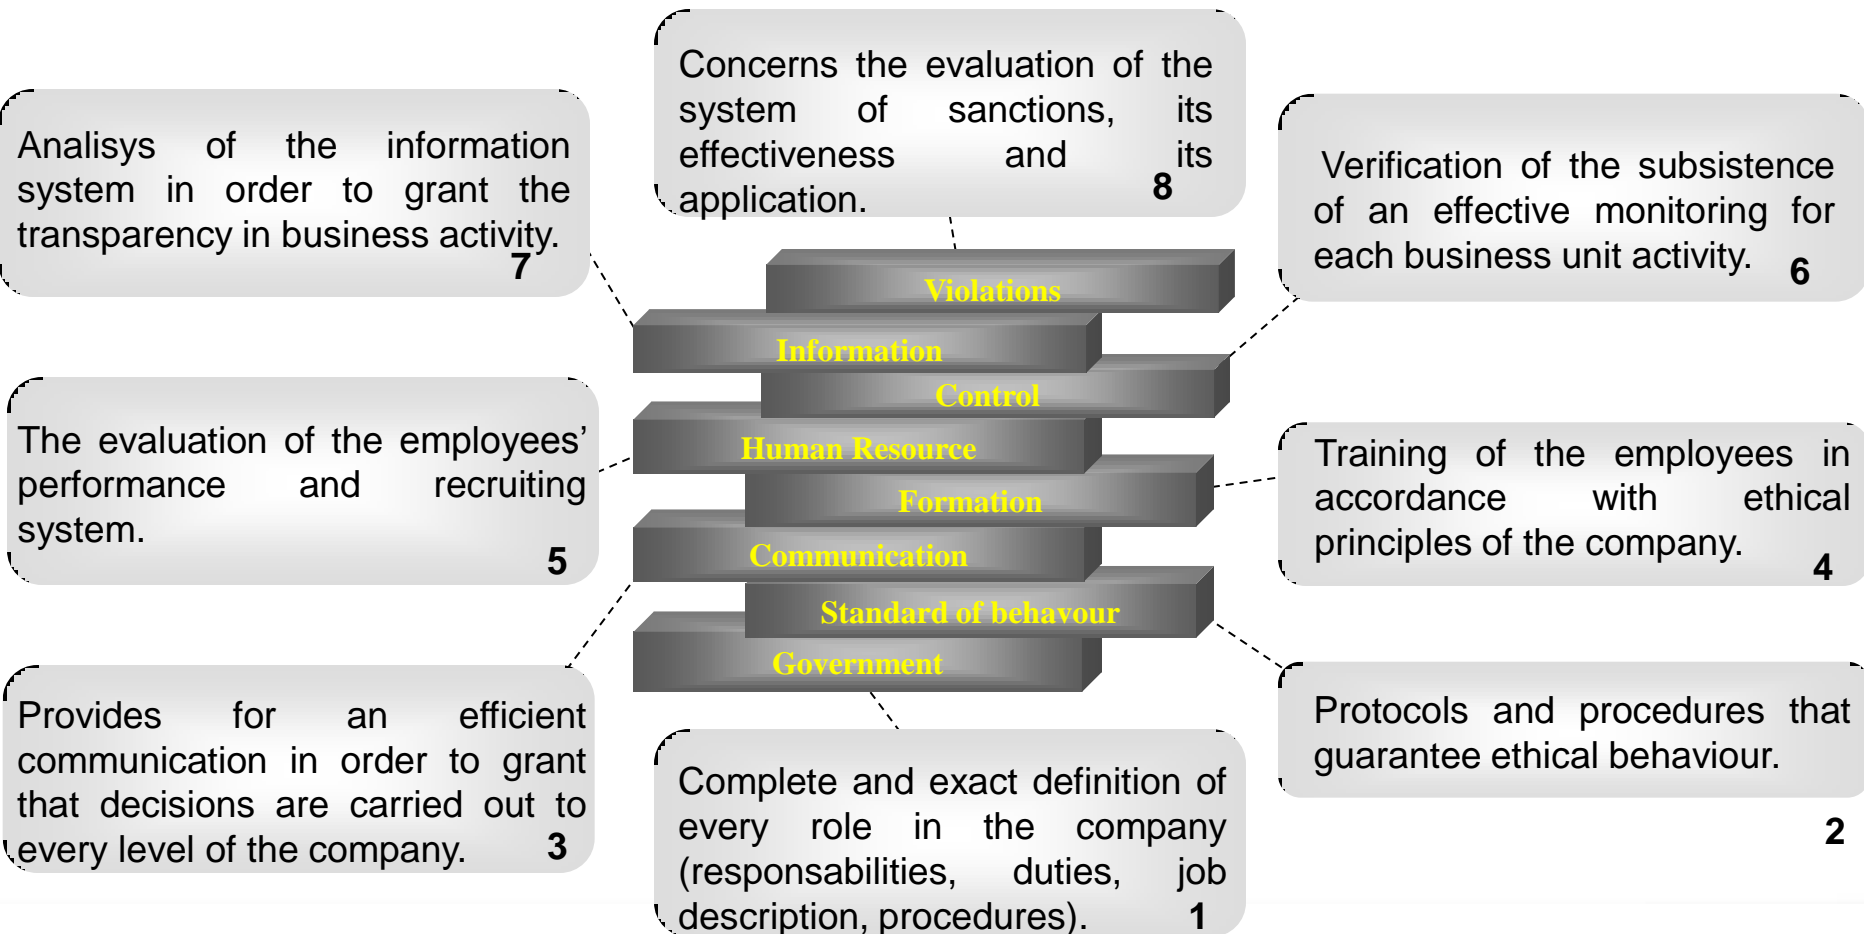 Concerns the evaluation of the
system of sanctions, its
effectiveness and its
application.
8
Analisys of the information
system in order to grant the
transparency in business activity.
7
Verification of the subsistence
of an effective monitoring for
each business unit activity.
6
Violations
Information
Control
Human Resource
Formation
Communication
Standard of behavour
Government
The evaluation of the employees’
performance and recruiting
system.
5
Training of the employees in
accordance with ethical
principles of the company.
4
Provides for an efficient
communication in order to grant
that decisions are carried out to
every level of the company.
3
Protocols and procedures that
guarantee ethical behaviour.
2
Complete and exact definition of
every role in the company
(responsabilities, duties, job
description, procedures).
1